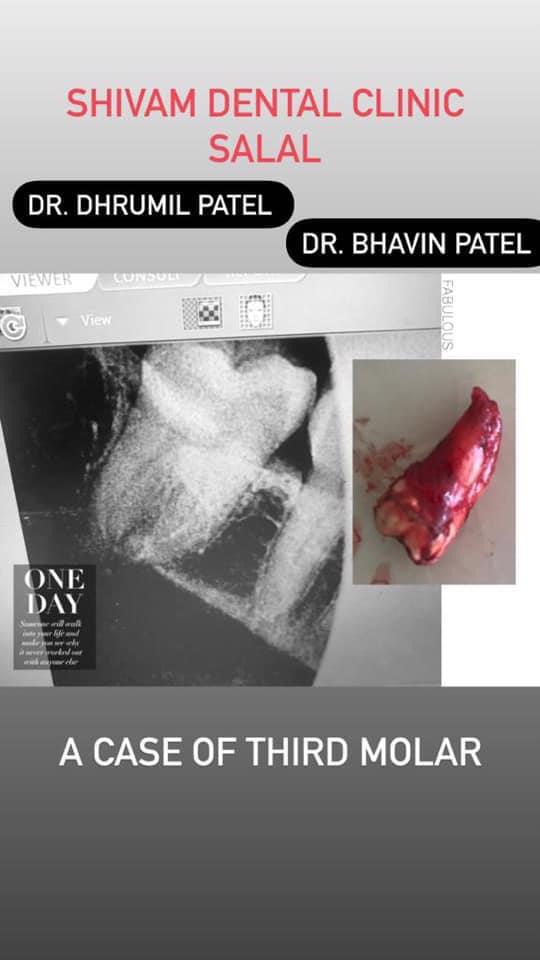 SHIVAM DENTAL CLINIC
SALAL
DR. DHRUMIL PATEL
DR. BHAVIN PATEL
VIEWER
CONSULT
View
FABULOUS
ONE
DAY
Someone will walk
into your life and
make you see why
it never worked out
with anyone else
A CASE OF THIRD MOLAR